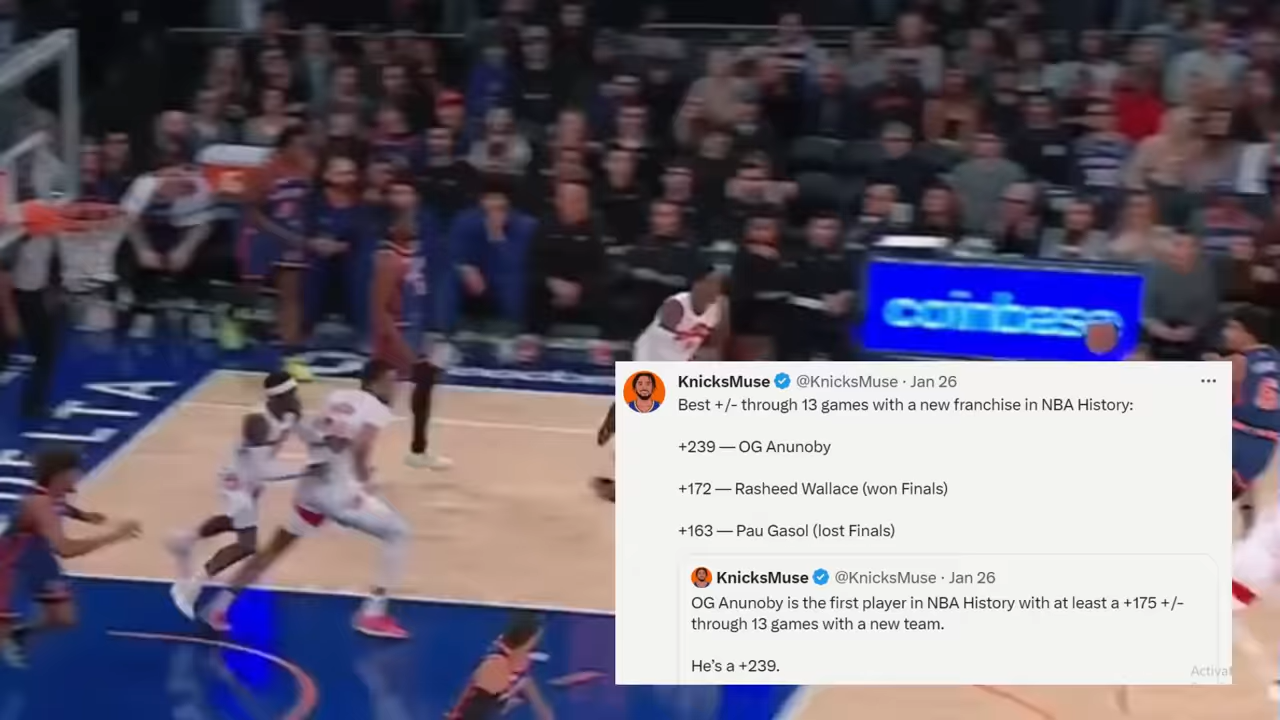 coinbase
LTA
KnicksMuse @KnicksMuse · Jan 26
Best +/- through 13 games with a new franchise in NBA History:
+239 — OG Anunoby
+172 — Rasheed Wallace (won Finals)
+163 — Pau Gasol (lost Finals)
KnicksMuse @KnicksMuse · Jan 26
OG Anunoby is the first player in NBA History with at least a +175 +/-
through 13 games with a new team.
He's a +239.
Activat